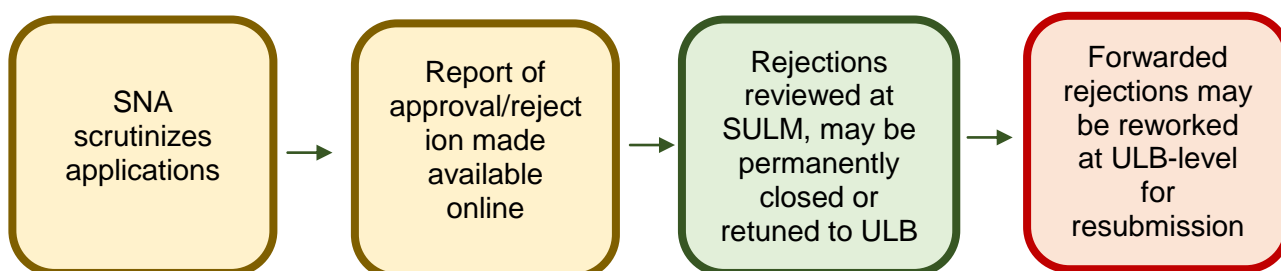 SNA
scrutinizes
applications
Report of
approval/reject
ion made
available
online
Rejections
reviewed at
SULM, may be
permanently
closed or
retuned to ULB
Forwarded
rejections may
be reworked
at ULB-level
for
resubmission